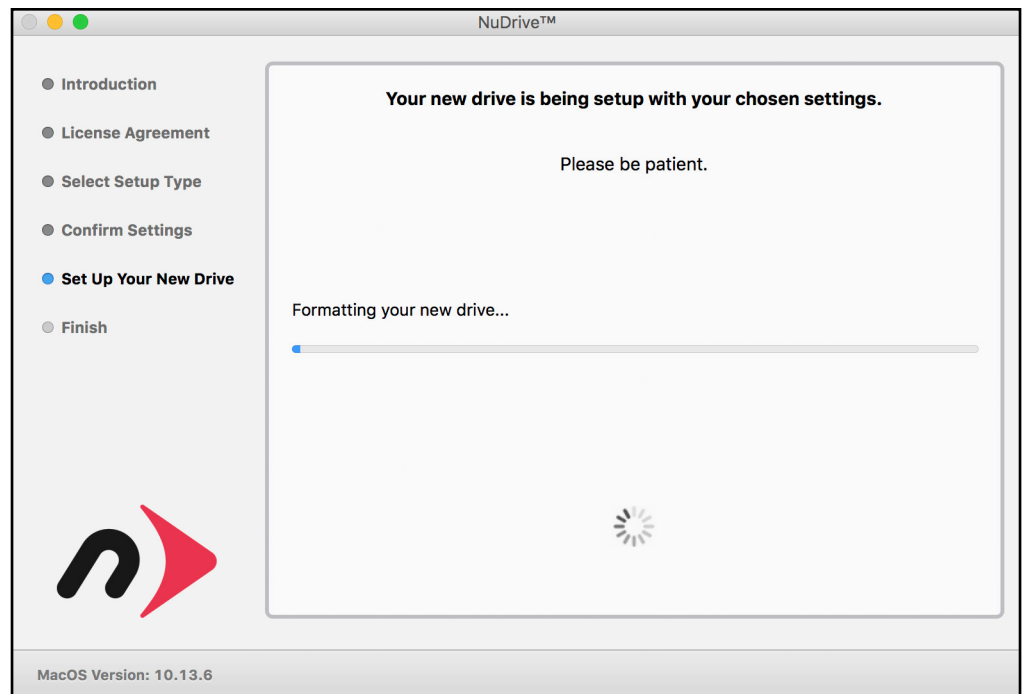 NuDrive™
Introduction
License Agreement
Select Setup Type
Confirm Settings
Set Up Your New Drive
Finish
Your new drive is being setup with your chosen settings.
Please be patient.
Formatting your new drive...
MacOS Version: 10.13.6